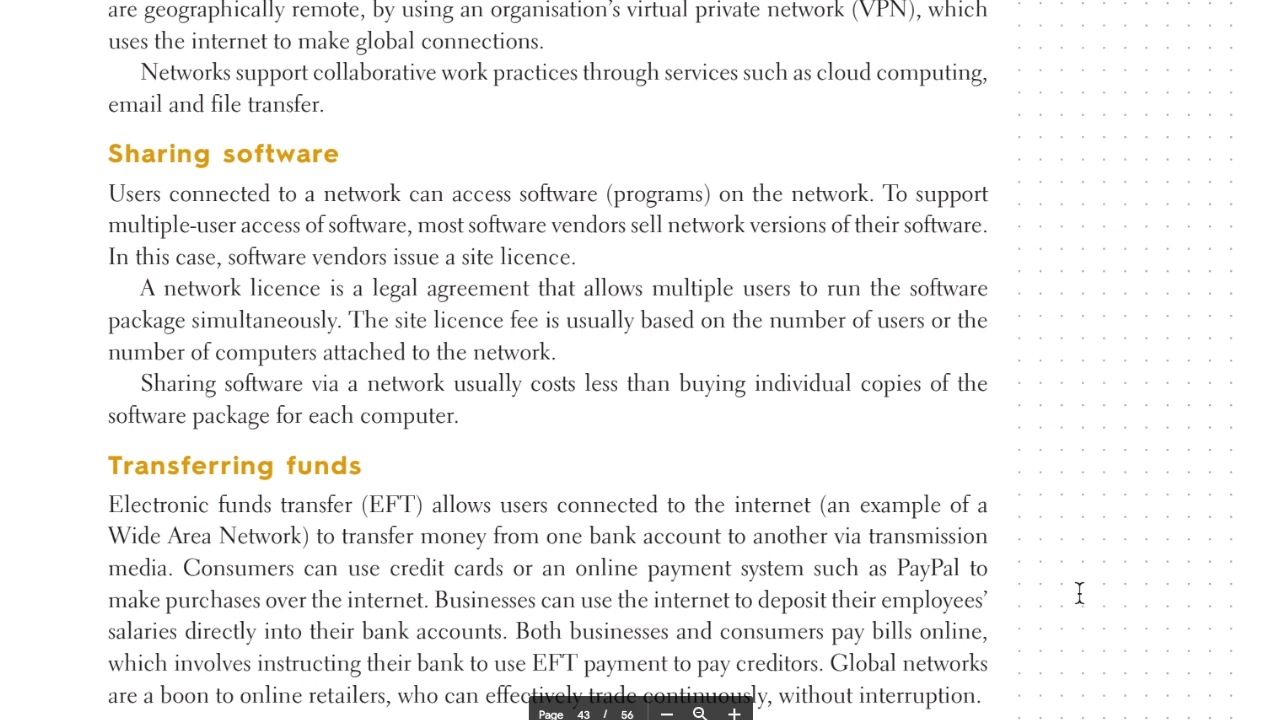 are geographically remote, by using an organisation's virtual private network (VPN), which
uses the internet to make global connections.
Networks support collaborative work practices through services such as cloud computing,
email and file transfer.
Sharing software
Users connected to a network can access software (programs) on the network. To support
multiple-user access of software, most software vendors sell network versions of their software.
In this case, software vendors issue a site licence.
A network licence is a legal agreement that allows multiple users to run the software
package simultaneously. The site licence fee is usually based on the number of users or the
number of computers attached to the network.
Sharing software via a network usually costs less than buying individual copies of the
software package for each computer.
Transferring funds
Electronic funds transfer (EFT) allows users connected to the internet (an example of a
Wide Area Network) to transfer money from one bank account to another via transmission
media. Consumers can use credit cards or an online payment system such as PayPal to
make purchases over the internet. Businesses can use the internet to deposit their employees'
salaries directly into their bank accounts. Both businesses and consumers pay bills online,
which involves instructing their bank to use EFT payment to pay creditors. Global networks
are a boon to online retailers, who can effectively trade continuously, without interruption.
Page 43 / 56